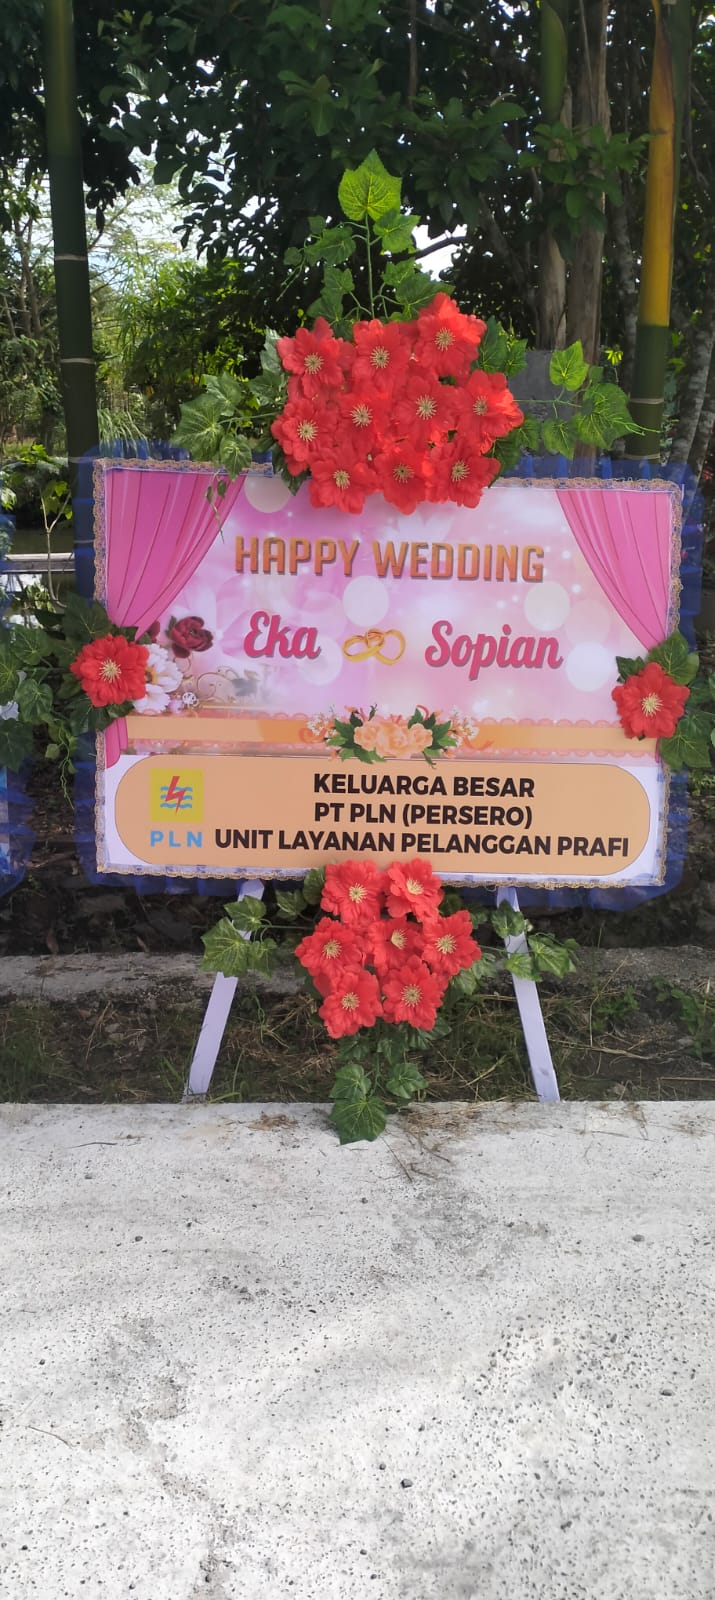 HAPPY WEDDING
Eka Sopian
KELUARGA BESAR
PT PLN (PERSERO)
PLN UNIT LAYANAN PELANGGAN PRAFI